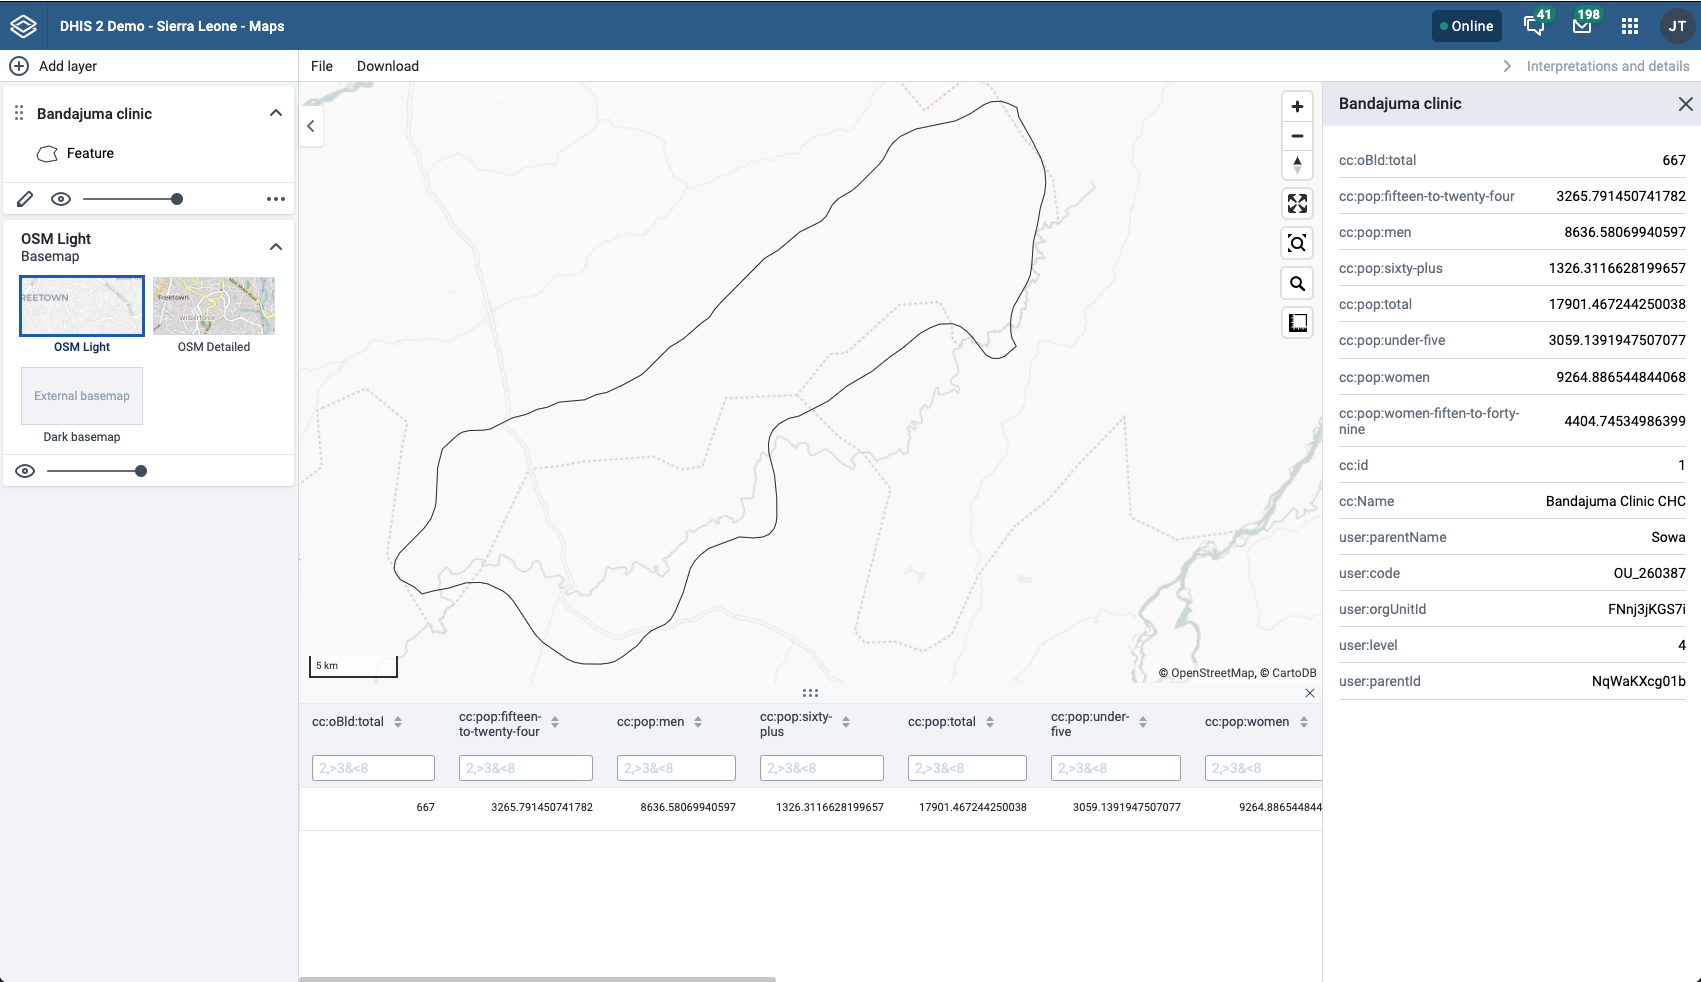 DHIS 2 Demo - Sierra Leone - Maps
Online
41
198
JT
Add layer
File
Download
Interpretations and details
Bandajuma clinic
Feature
OSM Light
Basemap
REETOWN
Freetown
Wilberforce
OSM Light
OSM Detailed
External basemap
Dark basemap
5 km
© OpenStreetMap, © CartoDB
cc:oBld:total
cc:pop:fifteen-
to-twenty-four
cc:pop:men
cc:pop:sixty-
plus
cc:pop:total
cc:pop:under-
five
cc:pop:women
2,>3&<8
2,>3&<8
2,>3&<8
2,>3&<8
2,>3&<8
2,>3&<8
2,>3&<8
667
3265.791450741782
8636.58069940597
1326.3116628199657
17901.467244250038
3059.1391947507077
9264.886544844
Bandajuma clinic
cc:oBld:total 667
cc:pop:fifteen-to-twenty-four 3265.791450741782
cc:pop:men 8636.58069940597
cc:pop:sixty-plus 1326.3116628199657
cc:pop:total 17901.467244250038
cc:pop:under-five 3059.1391947507077
cc:pop:women 9264.886544844068
cc:pop:women-fiften-to-forty-
nine 4404.74534986399
cc:id 1
cc:Name Bandajuma Clinic CHC
user:parentName Sowa
user:code OU_260387
user:orgUnitId FNnj3jKGS7i
user:level 4
user:parentId NqWaKXcg01b